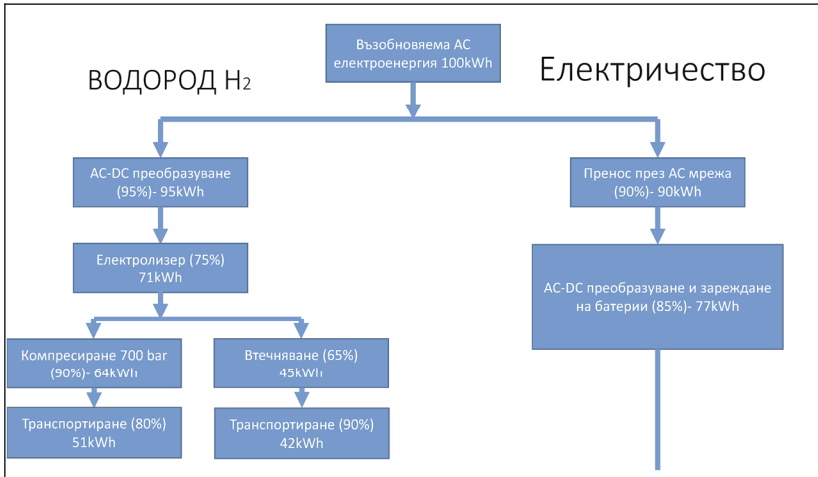 Възобновяема АС
електроенергия 100kWh
ВОДОРОД H2
Електричество
АС-DC преобразуване
(95%)- 95kWh
Пренос през АС мрежа
(90%)- 90kWh
Електролизер (75%)
71kWh
АС-DC преобразуване и зареждане
на батерии (85%)- 77kWh
Компресиране 700 bar
(90%)- 64kWh
Втечняване (65%)
45kWh
Транспортиране (80%)
51kWh
Транспортиране (90%)
42kWh